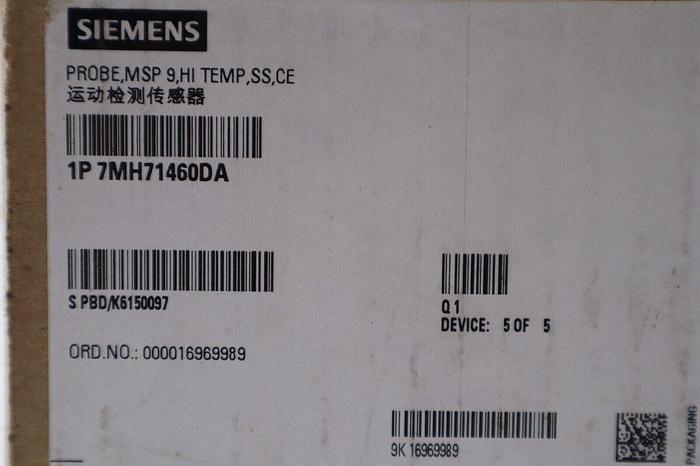 SIEMENS
PROBE,MSP 9,HI TEMP,SS,CE
运动检测传感器
1P 7MH71460DA
S PBD/K6150097
Q 1
DEVICE: 5 OF 5
ORD.NO.: 000016969989
9K 16969989
PACKAGING